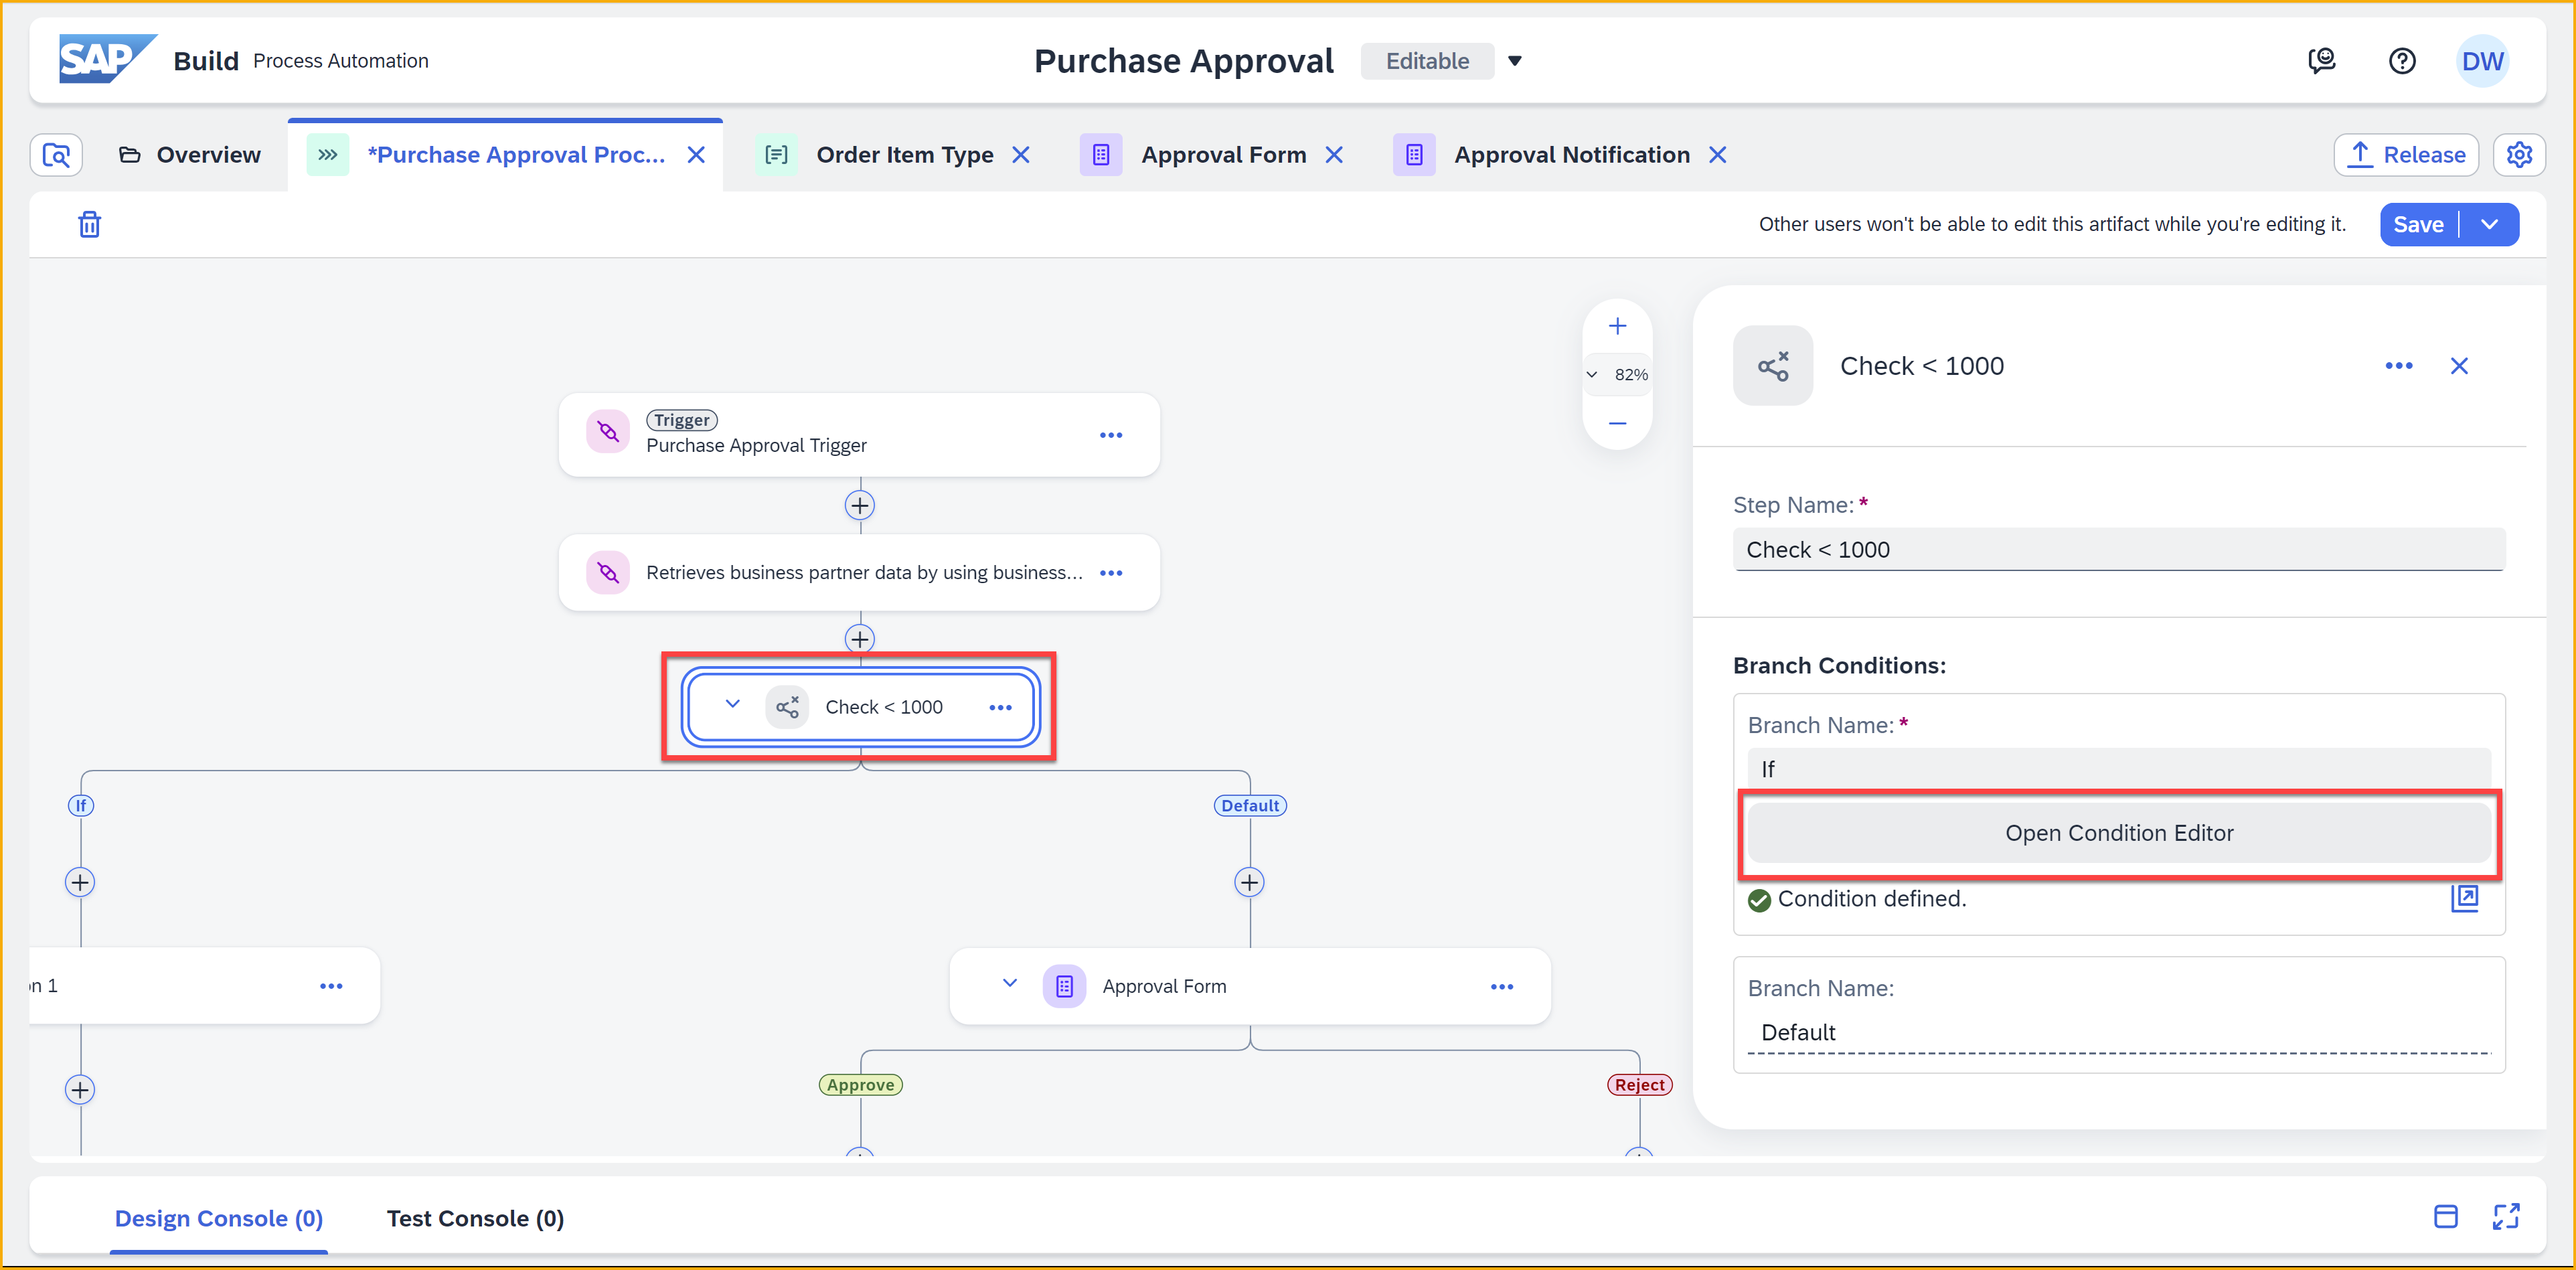 SAP Build Process Automation
Purchase Approval Editable
DW
Overview
*Purchase Approval Proc...
Order Item Type
Approval Form
Approval Notification
Release
Other users won't be able to edit this artifact while you're editing it.
Save
82%
Trigger
Purchase Approval Trigger
Retrieves business partner data by using business...
Check < 1000
If
Default
on 1
Approval Form
Approve
Reject
Check < 1000
Step Name: *
Check < 1000
Branch Conditions:
Branch Name: *
If
Open Condition Editor
Condition defined.
Branch Name:
Default
Design Console (0)
Test Console (0)